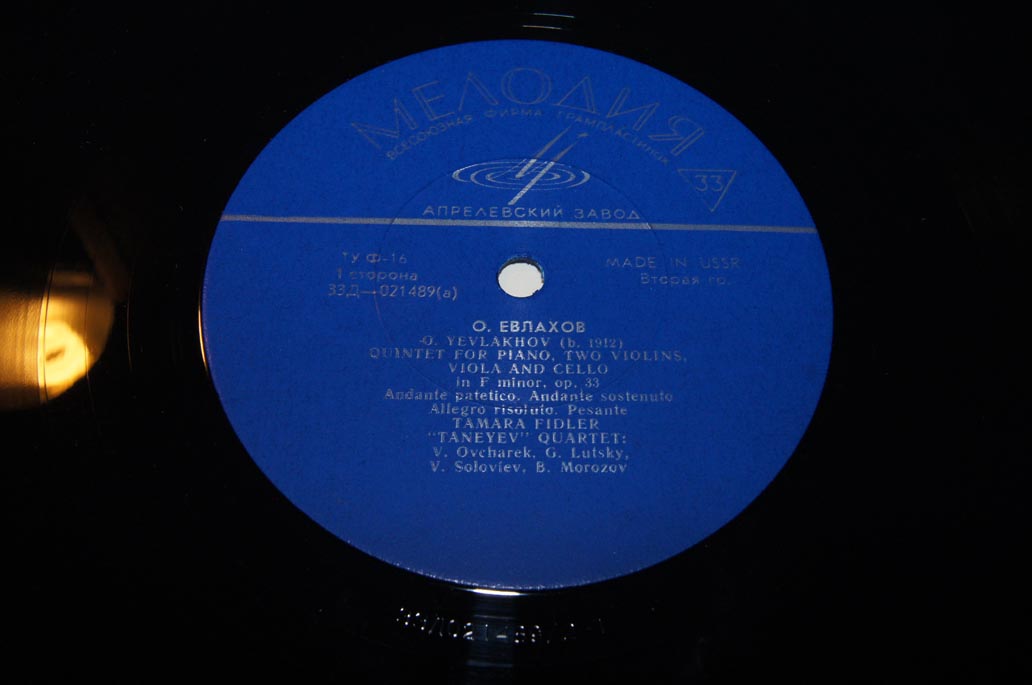 МЕЛОДИЯ
ВСЕСОЮЗНАЯ ФИРМА ГРАМПЛАСТИНОК
33
АПРЕЛЕВСКИЙ ЗАВОД
ТУ Ф-16
1 сторона
33Д—021489(а)
MADE IN USSR
Вторая гр.
О. ЕВЛАХОВ
O. YEVLAKHOV (b. 1912)
QUINTET FOR PIANO, TWO VIOLINS,
VIOLA AND CELLO
in F minor, op. 33
Andante patetico. Andante sostenuto
Allegro risoluto. Pesante
TAMARA FIDLER
"TANEYEV" QUARTET:
V. Ovcharek, G. Lutsky,
V. Soloviev, B. Morozov